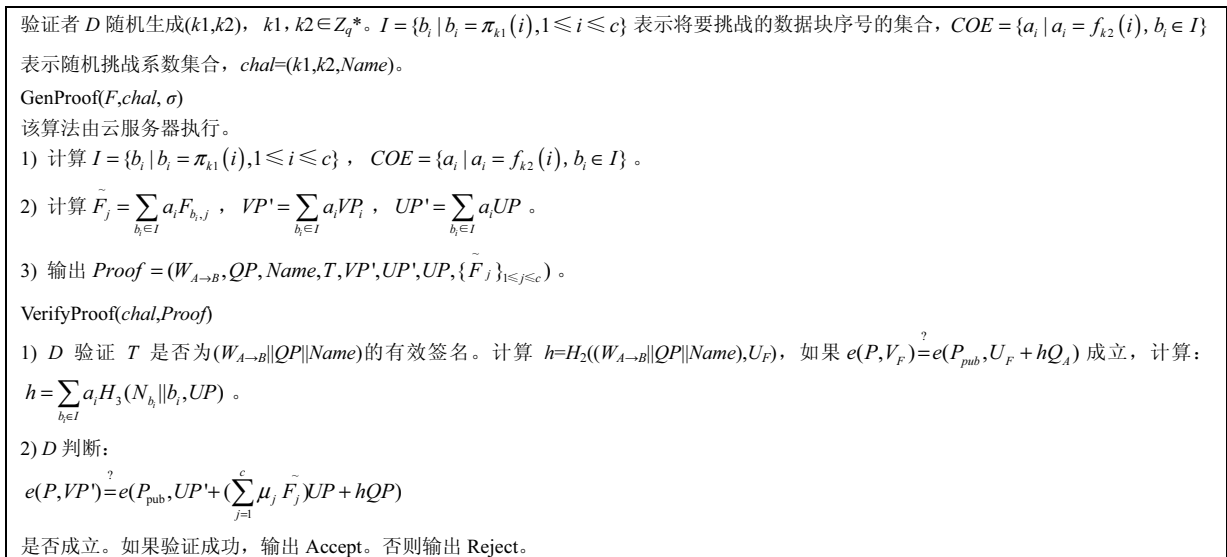 验证者 D 随机生成(k1,k2)，k1, k2∈Z_q*。I = {b_i | b_i = π_{k1}(i),1≤i≤c} 表示将要挑战的数据块序号的集合，COE = {a_i | a_i = f_{k2}(i), b_i ∈ I}
表示随机挑战系数集合，chal=(k1,k2,Name)。
GenProof(F,chal, σ)
该算法由云服务器执行。
1) 计算 I = {b_i | b_i = π_{k1}(i),1≤i≤c} ，COE = {a_i | a_i = f_{k2}(i), b_i ∈ I} 。
2) 计算 \tilde{F}_j = ∑_{b_i∈I} a_i F_{b_i,j} ，VP' = ∑_{b_i∈I} a_i VP_i ，UP' = ∑_{b_i∈I} a_i UP 。
3) 输出 Proof = (W_{A→B}, QP, Name, T, VP', UP', UP, {\tilde{F}_j}_{1≤j≤c}) 。
VerifyProof(chal,Proof)
1) D 验证 T 是否为(W_{A→B}||QP||Name)的有效签名。计算 h=H_2((W_{A→B}||QP||Name),U_F)，如果 e(P,V_F)\stackrel{?}{=}e(P_{pub},U_F + hQ_A) 成立，计算：
h = ∑_{b_i∈I} a_i H_3(N_{b_i}||b_i,UP) 。
2) D 判断：
e(P,VP')\stackrel{?}{=}e(P_{pub},UP'+(∑_{j=1}^{c} μ_j \tilde{F}_j)UP + hQP)
是否成立。如果验证成功，输出 Accept。否则输出 Reject。